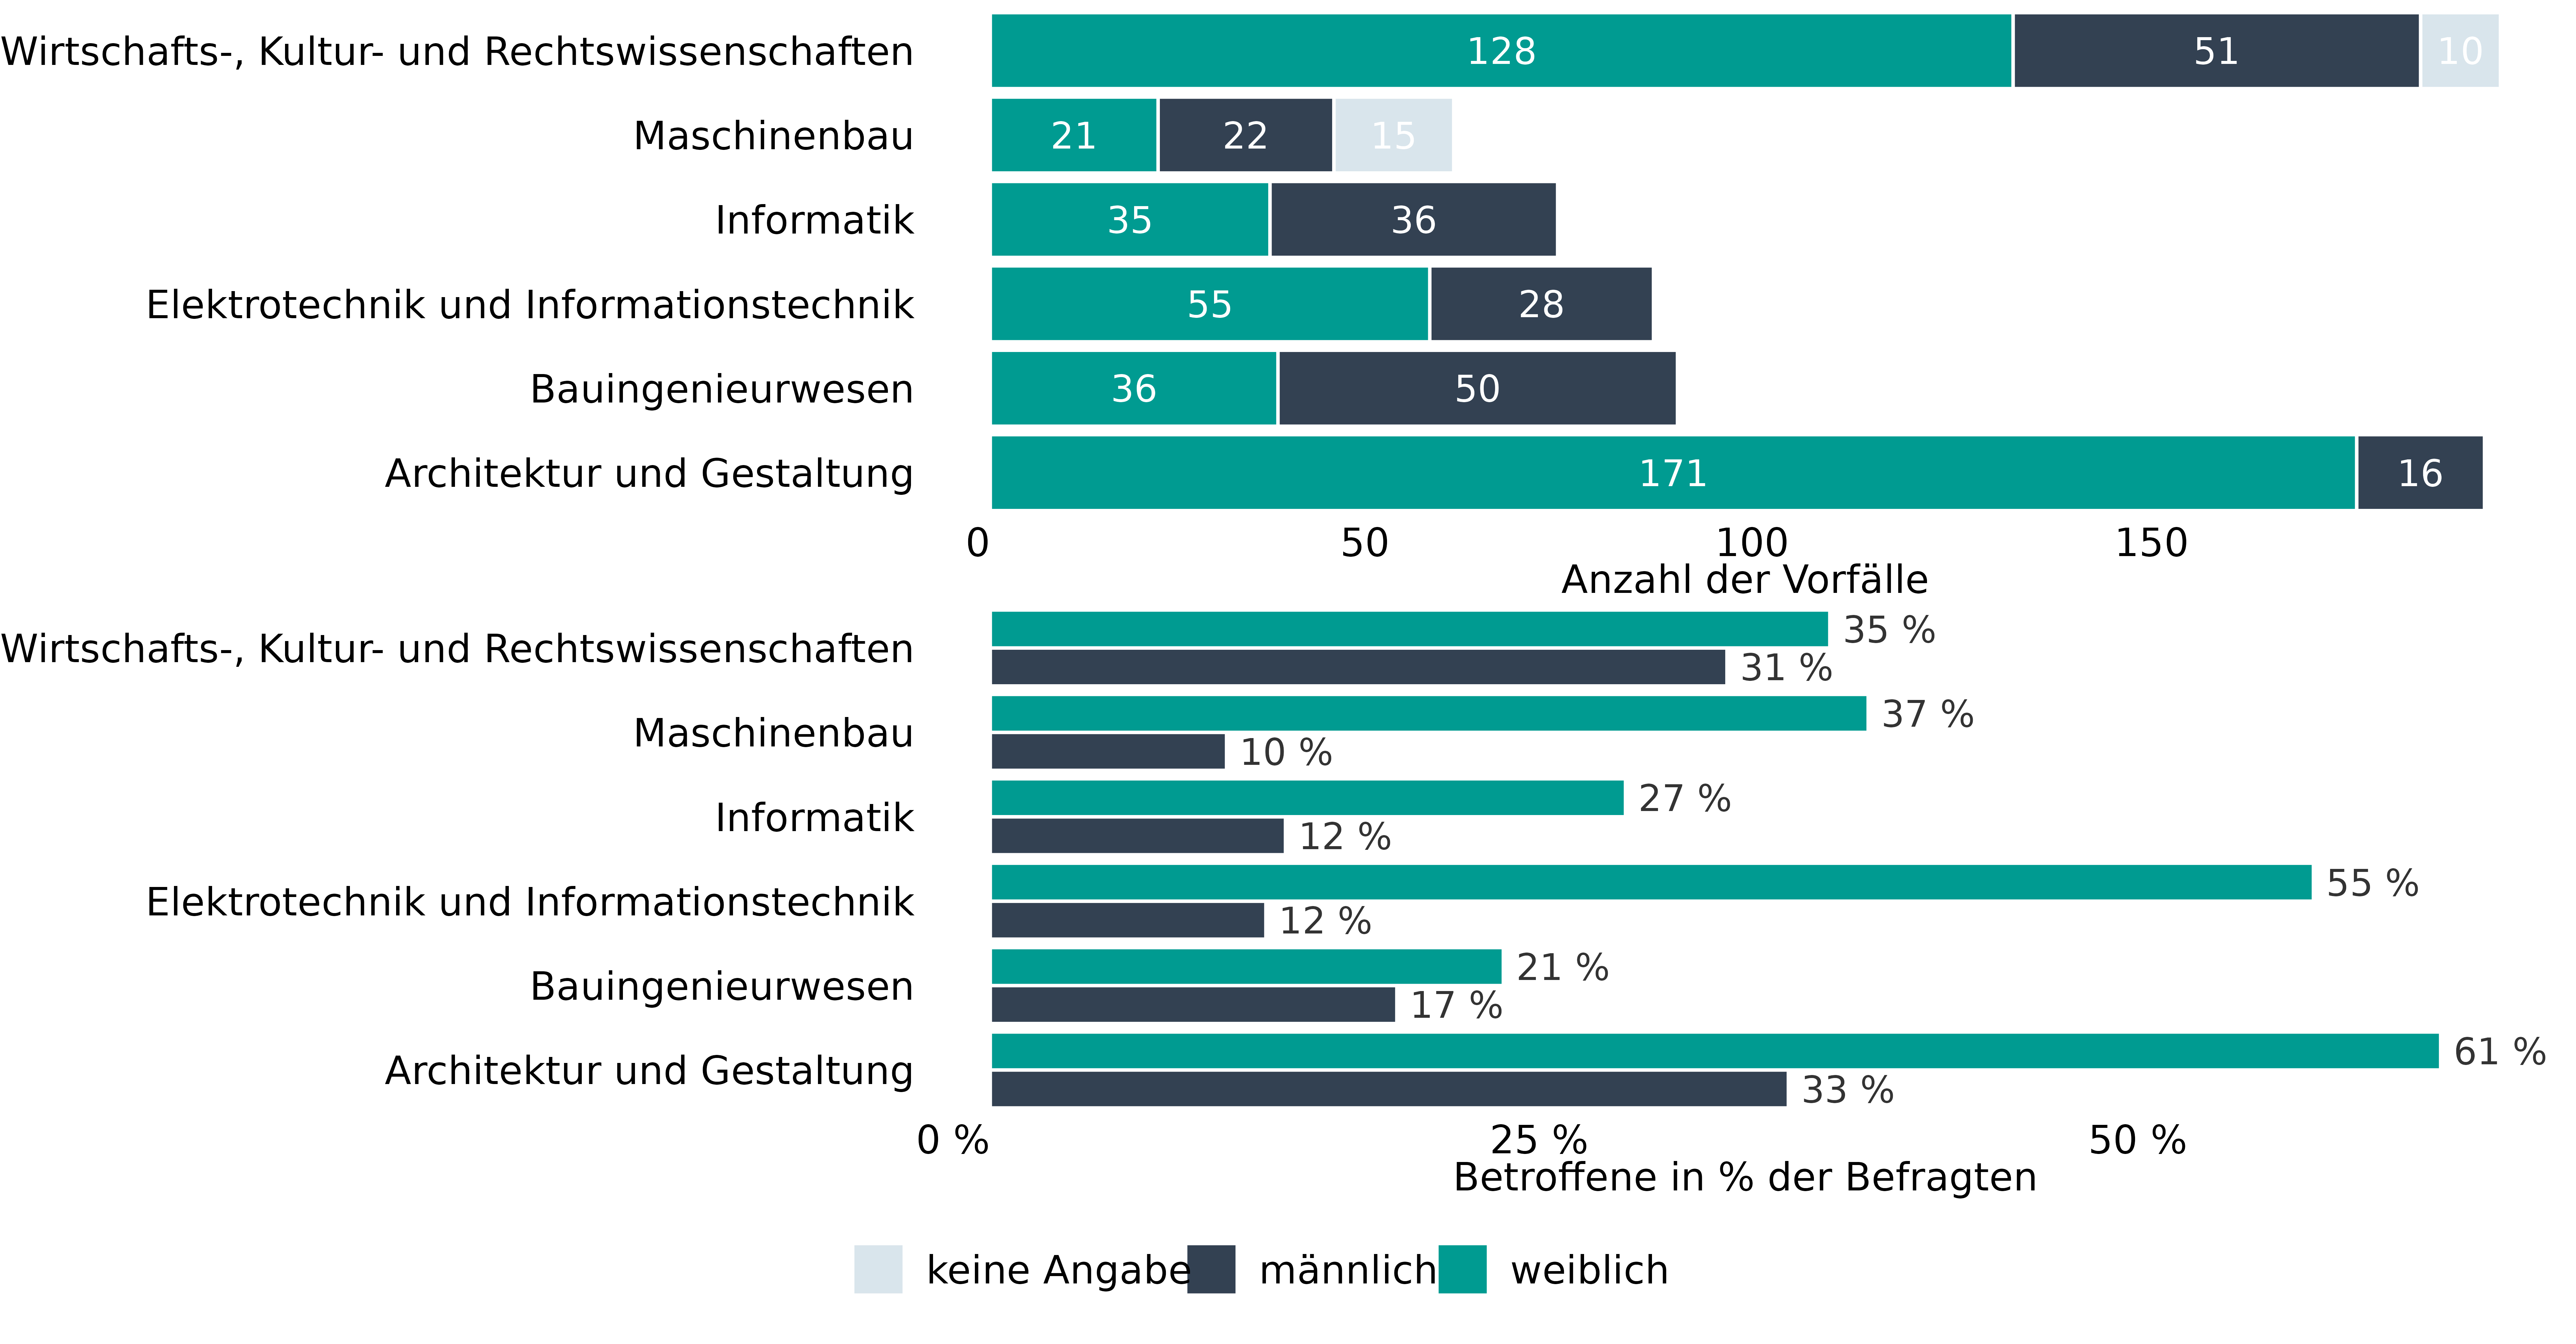 Wirtschafts-, Kultur- und Rechtswissenschaften 128 51 10
Maschinenbau 21 22 15
Informatik 35 36
Elektrotechnik und Informationstechnik 55 28
Bauingenieurwesen 36 50
Architektur und Gestaltung 171 16
0 50 100 150
Anzahl der Vorfälle
Wirtschafts-, Kultur- und Rechtswissenschaften 35 %
31 %
Maschinenbau 37 %
10 %
Informatik 27 %
12 %
Elektrotechnik und Informationstechnik 55 %
12 %
Bauingenieurwesen 21 %
17 %
Architektur und Gestaltung 61 %
33 %
0 % 25 % 50 %
Betroffene in % der Befragten
keine Angabe männlich weiblich